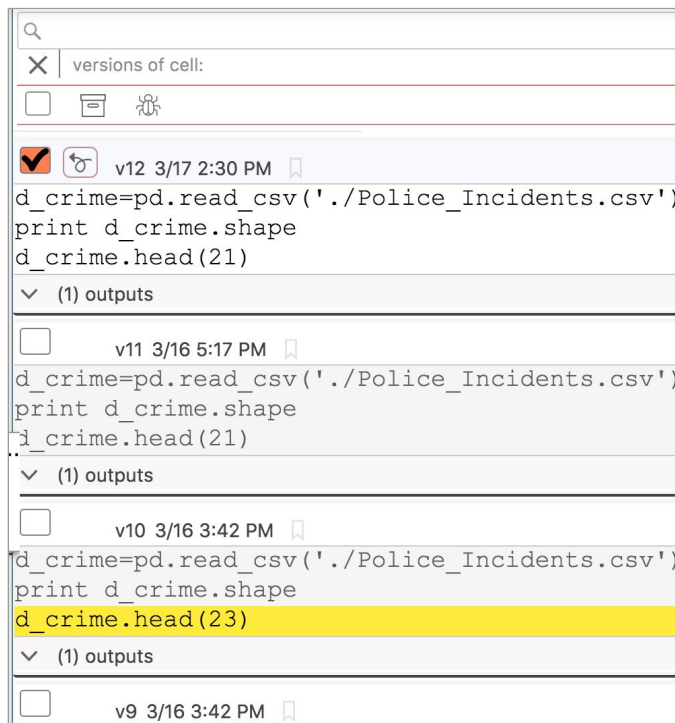 versions of cell:
v12 3/17 2:30 PM
d_crime=pd.read_csv('./Police_Incidents.csv')
print d_crime.shape
d_crime.head(21)
(1) outputs
v11 3/16 5:17 PM
d_crime=pd.read_csv('./Police_Incidents.csv')
print d_crime.shape
d_crime.head(21)
(1) outputs
v10 3/16 3:42 PM
d_crime=pd.read_csv('./Police_Incidents.csv')
print d_crime.shape
d_crime.head(23)
(1) outputs
v9 3/16 3:42 PM